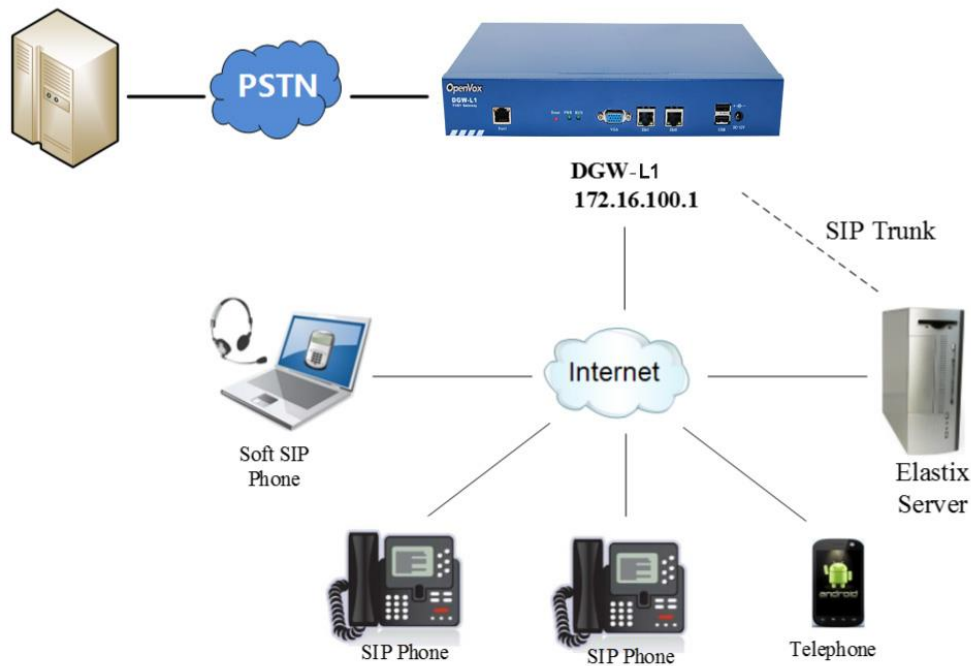 PSTN
OpenVox
DGW-L1
DGW-L1
172.16.100.1
SIP Trunk
Internet
Soft SIP
Phone
Elastix
Server
android
SIP Phone
SIP Phone
Telephone